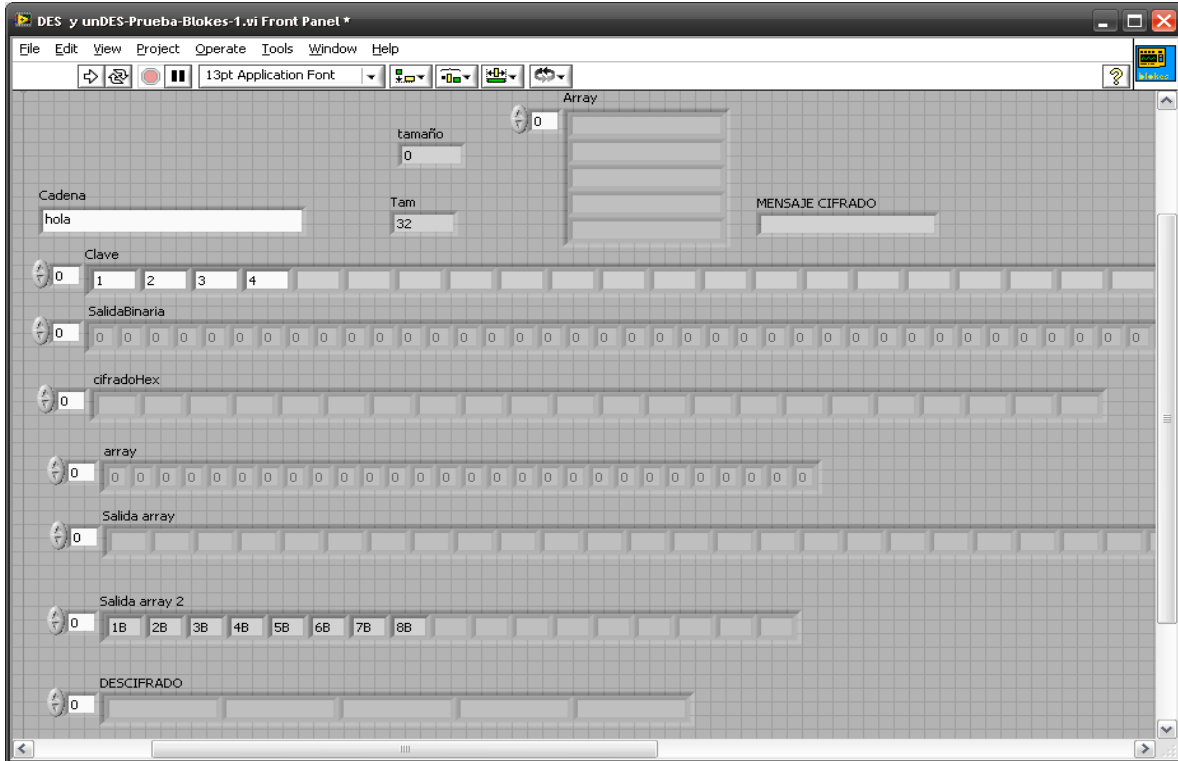 DES y unDES-Prueba-Blokes-1.vi Front Panel *
File Edit View Project Operate Tools Window Help
13pt Application Font
blokes
Array
0
tamaño
0
Cadena
hola
Tam
32
MENSAJE CIFRADO
Clave
0 1 2 3 4
SalidaBinaria
0 0 0 0 0 0 0 0 0 0 0 0 0 0 0 0 0 0 0 0 0 0 0 0 0 0 0 0 0 0
cifradoHex
0
array
0 0 0 0 0 0 0 0 0 0 0 0 0 0 0 0 0 0 0 0 0 0 0 0 0 0 0 0 0
Salida array
0
Salida array 2
0 1B 2B 3B 4B 5B 6B 7B 8B
DESCIFRADO
0